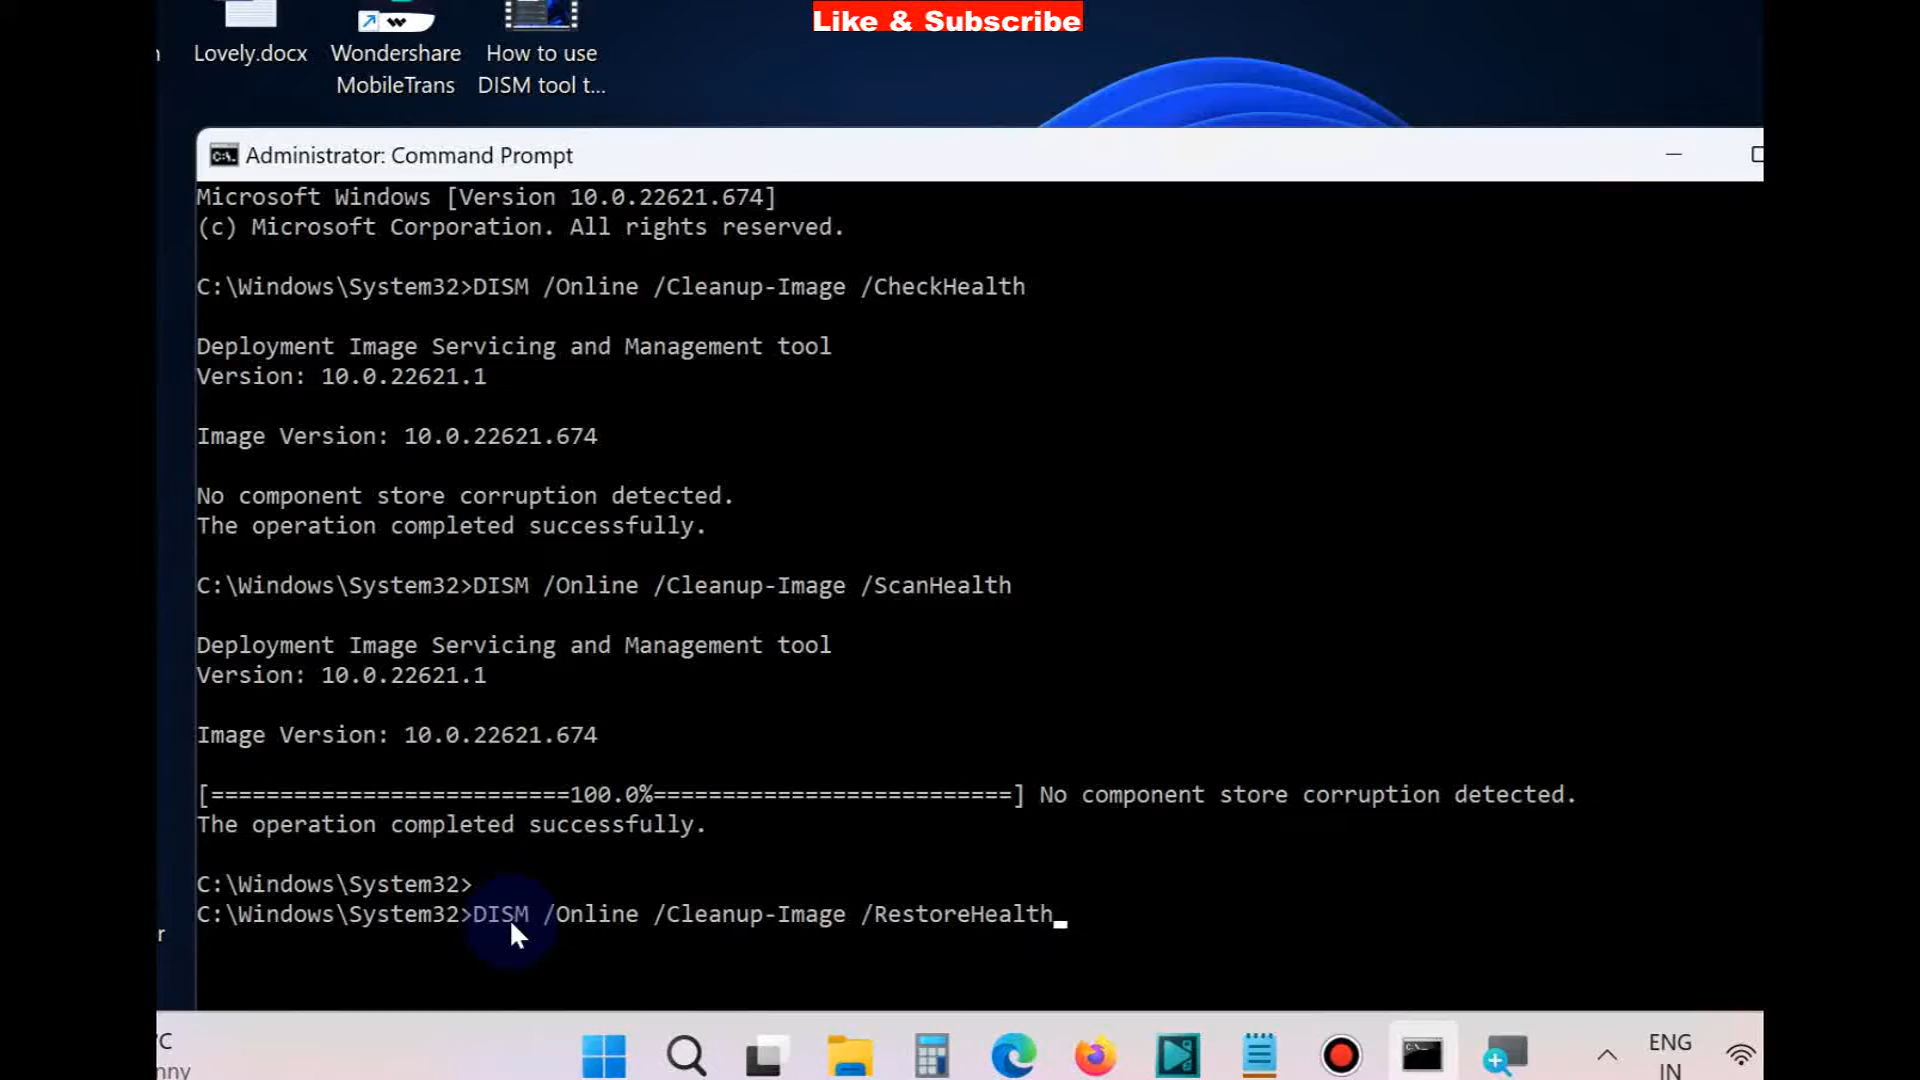 Like & Subscribe
Lovely.docx
Wondershare
MobileTrans
How to use
DISM tool t...
Administrator: Command Prompt
Microsoft Windows [Version 10.0.22621.674]
(c) Microsoft Corporation. All rights reserved.
C:\Windows\System32>DISM /Online /Cleanup-Image /CheckHealth
Deployment Image Servicing and Management tool
Version: 10.0.22621.1
Image Version: 10.0.22621.674
No component store corruption detected.
The operation completed successfully.
C:\Windows\System32>DISM /Online /Cleanup-Image /ScanHealth
Deployment Image Servicing and Management tool
Version: 10.0.22621.1
Image Version: 10.0.22621.674
[==========================100.0%==========================] No component store corruption detected.
The operation completed successfully.
C:\Windows\System32>
C:\Windows\System32>DISM /Online /Cleanup-Image /RestoreHealth
ENG
IN